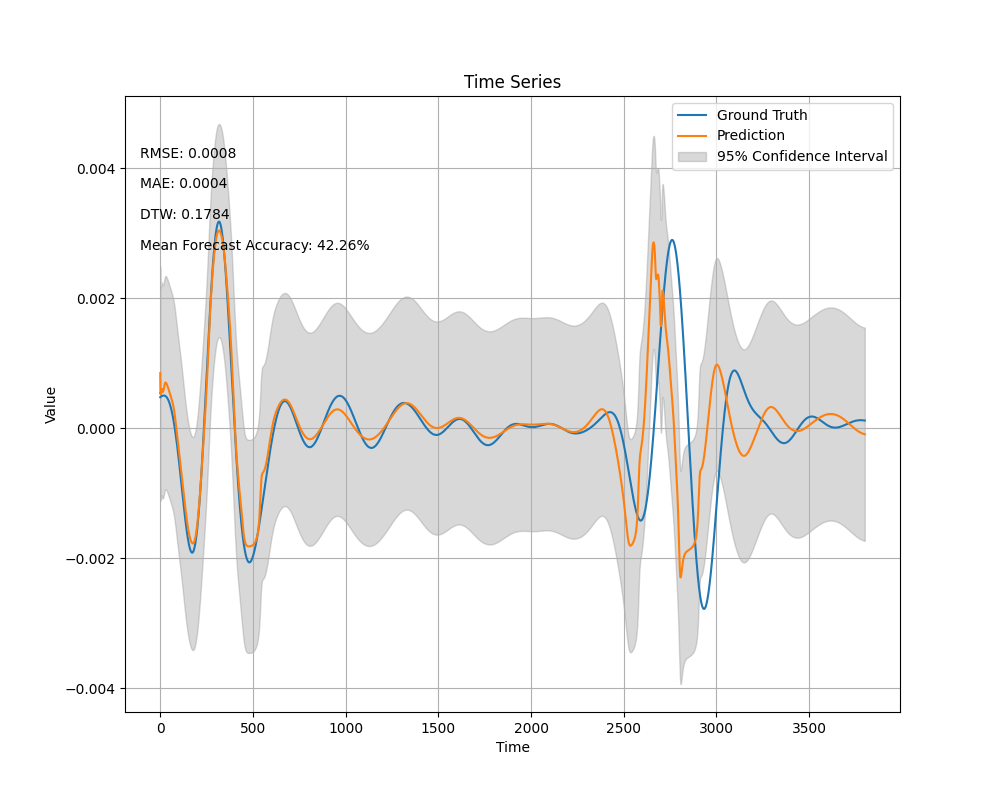 Time Series
Ground Truth
Prediction
95% Confidence Interval
RMSE: 0.0008
MAE: 0.0004
DTW: 0.1784
Mean Forecast Accuracy: 42.26%
Value
0.004
0.002
0.000
−0.002
−0.004
0 500 1000 1500 2000 2500 3000 3500
Time